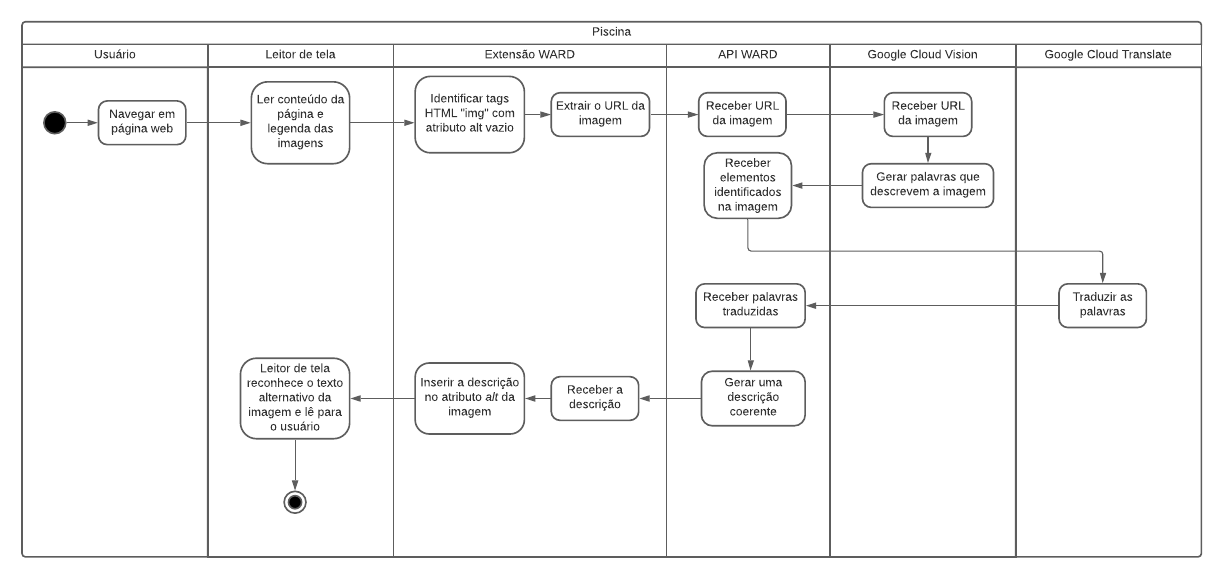 Piscina
Usuário
Leitor de tela
Extensão WARD
API WARD
Google Cloud Vision
Google Cloud Translate
Navegar em
página web
Ler conteúdo da
página e
legenda das
imagens
Identificar tags
HTML "img" com
atributo alt vazio
Extrair o URL da
imagem
Receber URL
da imagem
Receber URL
da imagem
Gerar palavras que
descrevem a imagem
Receber
elementos
identificados
na imagem
Traduzir as
palavras
Receber palavras
traduzidas
Gerar uma
descrição
coerente
Receber a
descrição
Inserir a descrição
no atributo alt da
imagem
Leitor de tela
reconhece o texto
alternativo da
imagem e lê para
o usuário